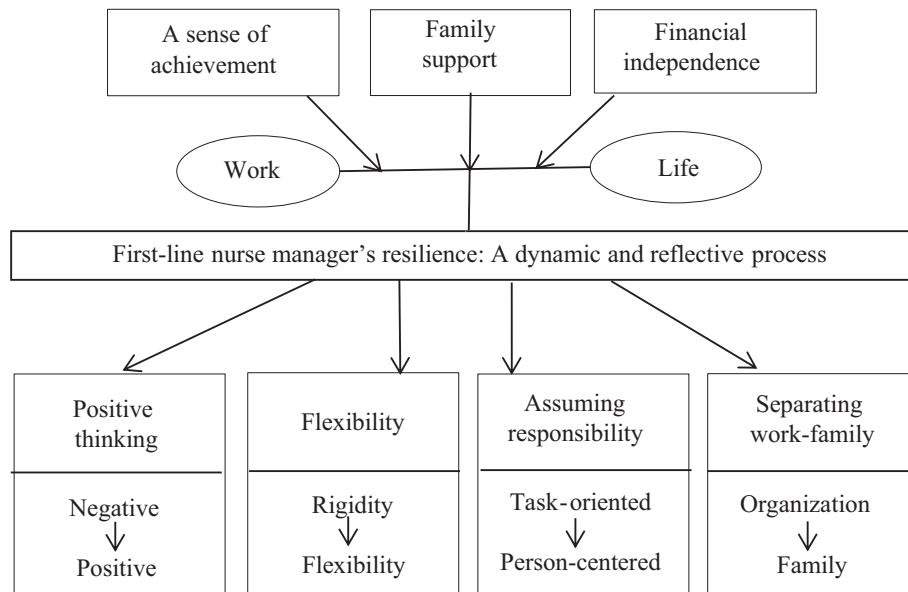 A sense of
achievement
Family
support
Financial
independence
Work
Life
First-line nurse manager’s resilience: A dynamic and reflective process
Positive
thinking
Flexibility
Assuming
responsibility
Separating
work-family
Negative
Positive
Rigidity
Flexibility
Task-oriented
Person-centered
Organization
Family